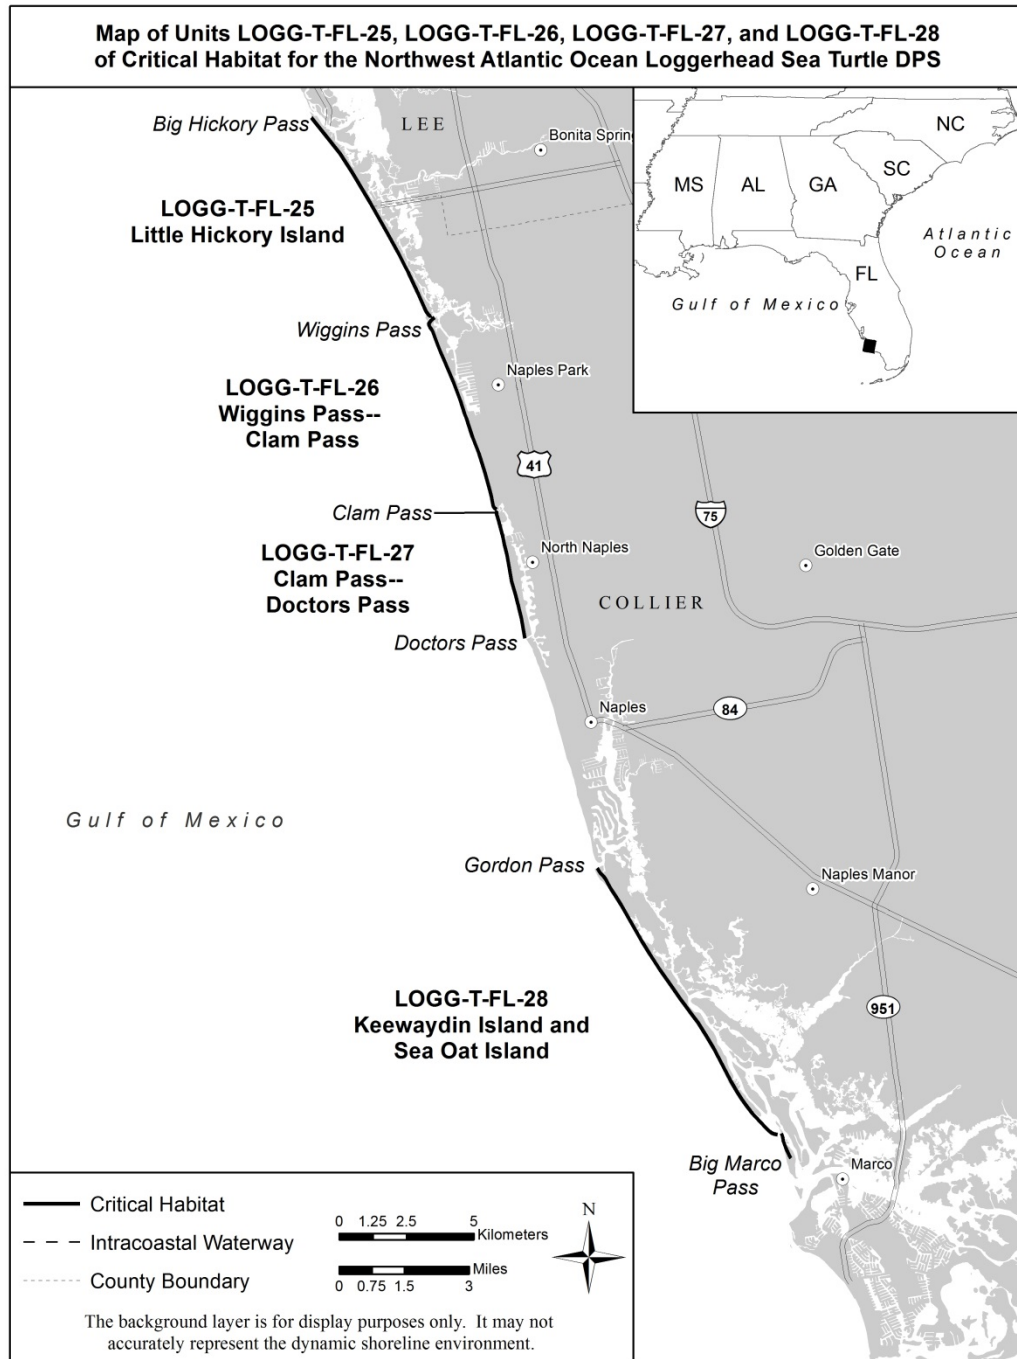 Map of Units LOGG-T-FL-25, LOGG-T-FL-26, LOGG-T-FL-27, and LOGG-T-FL-28
of Critical Habitat for the Northwest Atlantic Ocean Loggerhead Sea Turtle DPS
Big Hickory Pass
LEE
Bonita Spring
LOGG-T-FL-25
Little Hickory Island
Wiggins Pass
LOGG-T-FL-26
Wiggins Pass--
Clam Pass
Naples Park
41
Clam Pass
75
LOGG-T-FL-27
Clam Pass--
Doctors Pass
North Naples
Golden Gate
COLLIER
Doctors Pass
Naples
84
Gulf of Mexico
Gordon Pass
Naples Manor
LOGG-T-FL-28
Keewaydin Island and
Sea Oat Island
951
Big Marco
Pass
Marco
NC
SC
MS
AL
GA
Atlantic
Ocean
FL
Gulf of Mexico
Critical Habitat
Intracoastal Waterway
County Boundary
0 1.25 2.5 5
Kilometers
Miles
0 0.75 1.5 3
N
The background layer is for display purposes only. It may not
accurately represent the dynamic shoreline environment.